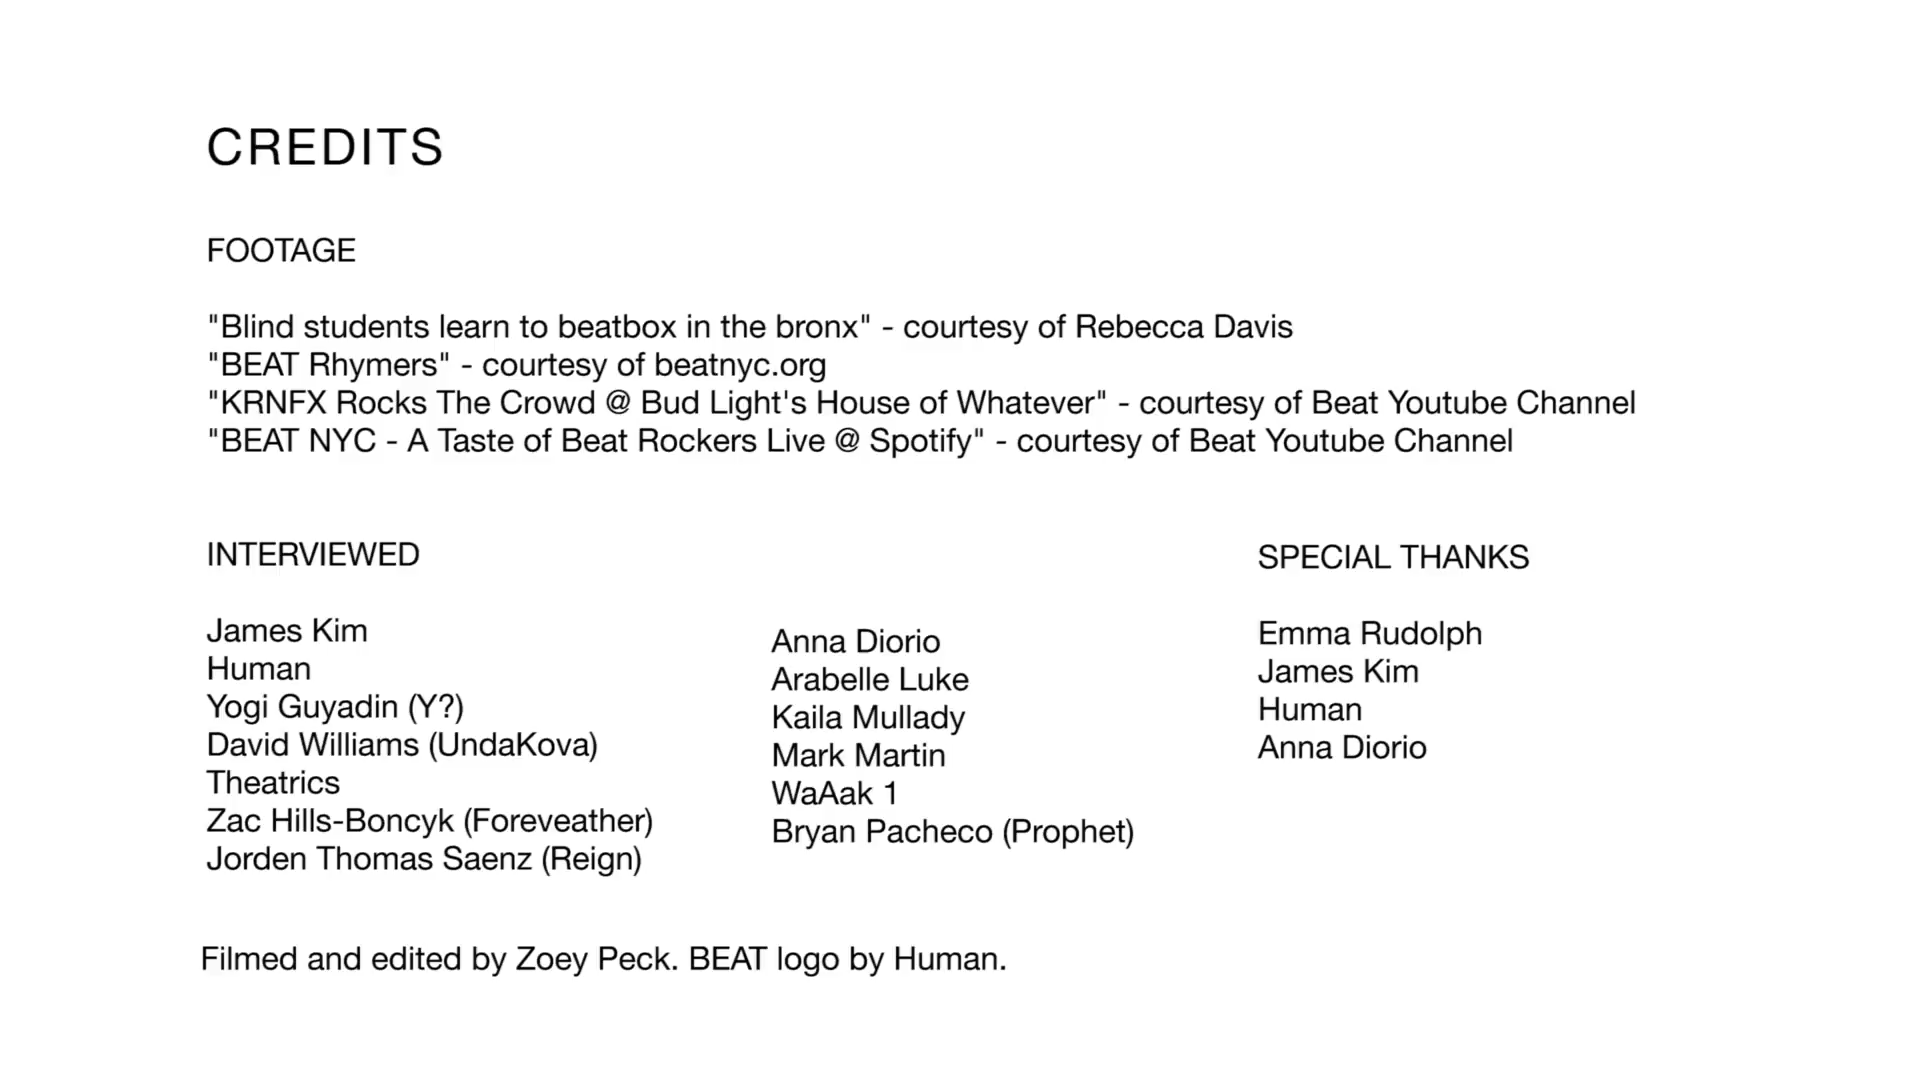 CREDITS
FOOTAGE
"Blind students learn to beatbox in the bronx" - courtesy of Rebecca Davis
"BEAT Rhymers" - courtesy of beatnyc.org
"KRNFX Rocks The Crowd @ Bud Light's House of Whatever" - courtesy of Beat Youtube Channel
"BEAT NYC - A Taste of Beat Rockers Live @ Spotify" - courtesy of Beat Youtube Channel
INTERVIEWED
James Kim
Human
Yogi Guyadin (Y?)
David Williams (UndaKova)
Theatrics
Zac Hills-Boncyk (Foreveather)
Jorden Thomas Saenz (Reign)
Anna Diorio
Arabelle Luke
Kaila Mullady
Mark Martin
WaAak 1
Bryan Pacheco (Prophet)
SPECIAL THANKS
Emma Rudolph
James Kim
Human
Anna Diorio
Filmed and edited by Zoey Peck. BEAT logo by Human.